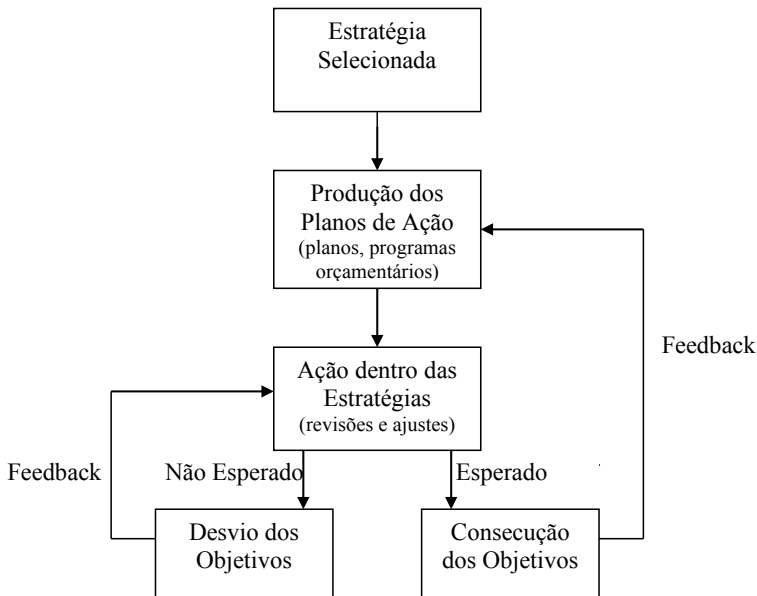 Estratégia
Selecionada
Produção dos
Planos de Ação
(planos, programas
orçamentários)
Feedback
Ação dentro das
Estratégias
(revisões e ajustes)
Feedback
Não Esperado
Esperado
Desvio dos
Objetivos
Consecução
dos Objetivos